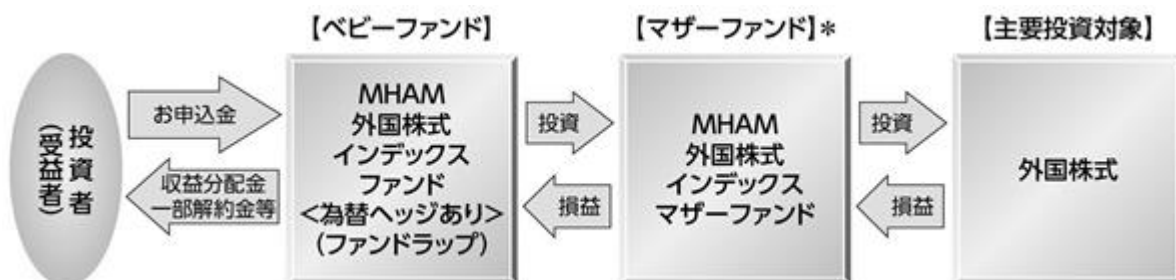 【ベビーファンド】
【マザーファンド】*
【主要投資対象】
投資者
(受益者)
お申込金
収益分配金
一部解約金等
MHAM
外国株式
インデックス
ファンド
<為替ヘッジあり>
(ファンドラップ)
投資
損益
MHAM
外国株式
インデックス
マザーファンド
投資
損益
外国株式